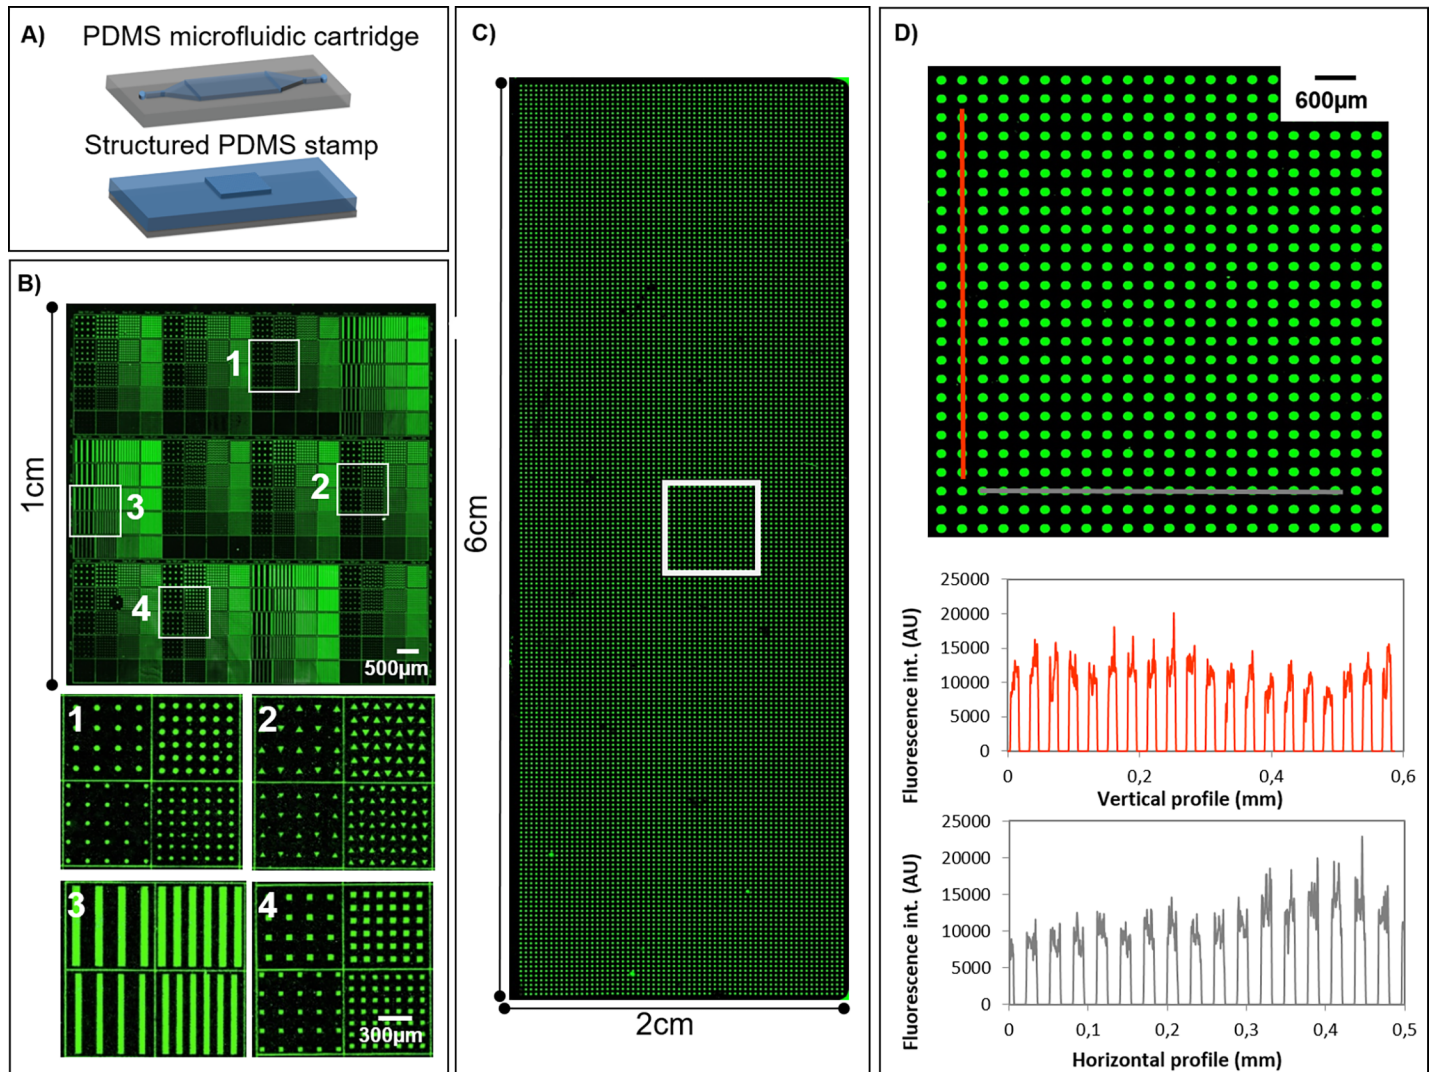 A)
PDMS microfluidic cartridge
Structured PDMS stamp
B)
1cm
1
2
3
4
500µm
1
2
3
4
300µm
C)
6cm
2cm
D)
600µm
Fluorescence int. (AU)
25000
20000
15000
10000
5000
0
0
0,2
0,4
0,6
Vertical profile (mm)
Fluorescence int. (AU)
25000
20000
15000
10000
5000
0
0
0,1
0,2
0,3
0,4
0,5
Horizontal profile (mm)